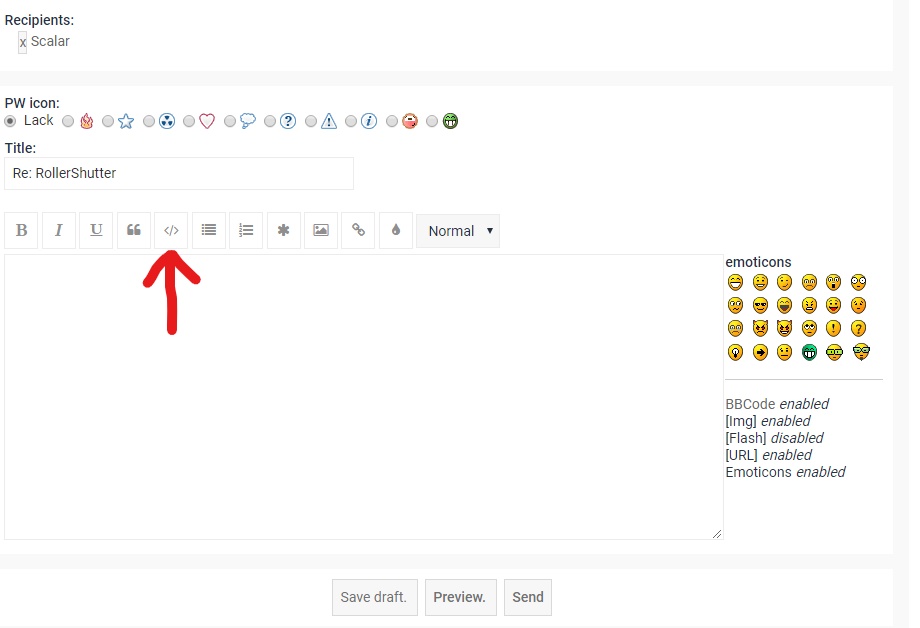 Recipients:
x Scalar
PW icon:
Lack
Title:
Re: RollerShutter
B I U Normal
emoticons
BBCode enabled
[Img] enabled
[Flash] disabled
[URL] enabled
Emoticons enabled
Save draft. Preview. Send